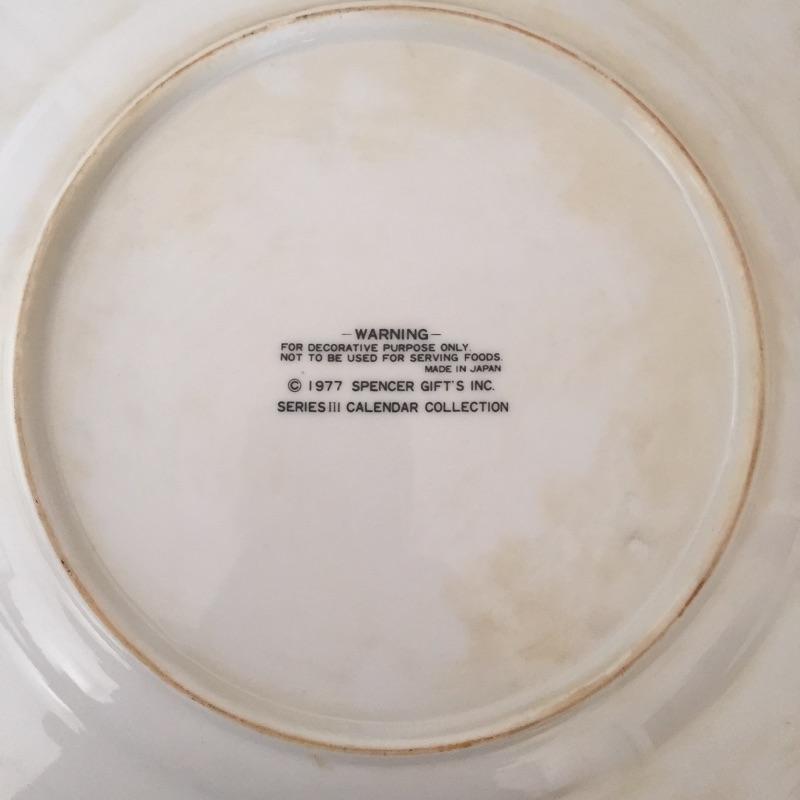 —WARNING—
FOR DECORATIVE PURPOSE ONLY.
NOT TO BE USED FOR SERVING FOODS.
MADE IN JAPAN
© 1977 SPENCER GIFT'S INC.
SERIES III CALENDAR COLLECTION